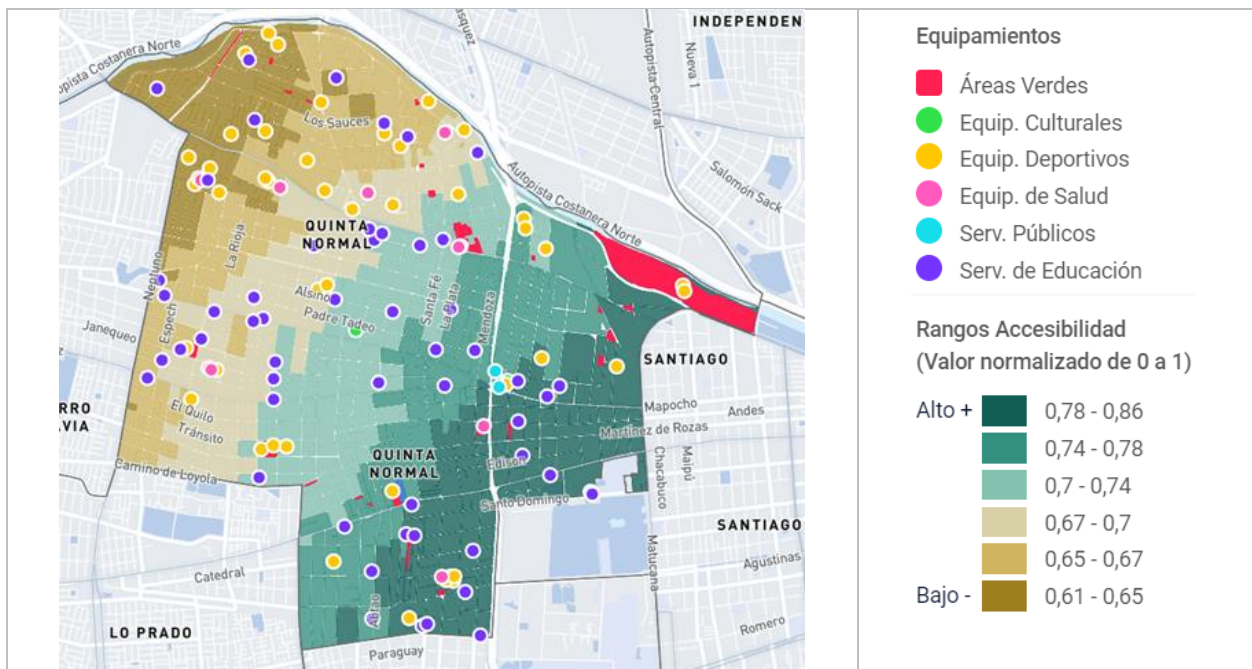 INDEPENDEN
asquez
Autopista Costanera Norte
Autopista Central
Nueva 1
Los Sauces
Salomón Sack
Autopista Costanera Norte
QUINTA
NORMAL
La Rioja
Neptuno
Alsino
Padre Tadeo
Santa Fé
La Plata
Mendoza
Janequeo
Espech
SANTIAGO
RRO
AVIA
El Quilo
Tránsito
Mapocho
Andes
Martínez de Rozas
QUINTA
NORMAL
Camino de Loyola
Edison
Santo Domingo
Chacabuco
Maipú
SANTIAGO
Matucana
Agustinas
Catedral
Abtao
LO PRADO
Paraguay
Romero
Equipamientos
Áreas Verdes
Equip. Culturales
Equip. Deportivos
Equip. de Salud
Serv. Públicos
Serv. de Educación
Rangos Accesibilidad
(Valor normalizado de 0 a 1)
Alto + 0,78 - 0,86
0,74 - 0,78
0,7 - 0,74
0,67 - 0,7
0,65 - 0,67
Bajo - 0,61 - 0,65